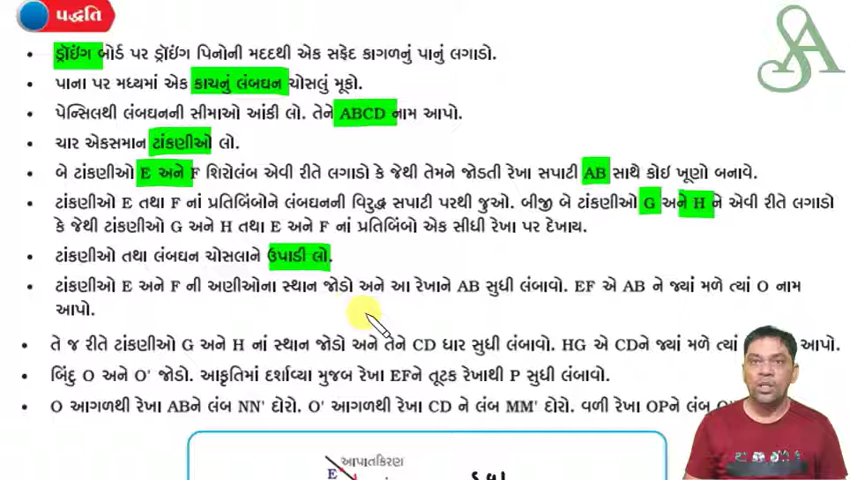 પદ્ધતિ
• ડ્રૉઇંગ બોર્ડ પર ડ્રૉઇંગ પિનોની મદદથી એક સફેદ કાગળનું પાનું લગાડો.
• પાના પર મધ્યમાં એક કાચનું લંબઘન ચોસલું મૂકો.
• પેન્સિલથી લંબઘનની સીમાઓ આંકી લો. તેને ABCD નામ આપો.
• ચાર એકસમાન ટાંકણીઓ લો.
• બે ટાંકણીઓ E અને F શિરોલંબ એવી રીતે લગાડો કે જેથી તેમને જોડતી રેખા સપાટી AB સાથે કોઇ ખૂણો બનાવે.
• ટાંકણીઓ E તથા F નાં પ્રતિબિંબોને લંબઘનની વિરુદ્ધ સપાટી પરથી જુઓ. બીજી બે ટાંકણીઓ G અને H ને એવી રીતે લગાડો
કે જેથી ટાંકણીઓ G અને H તથા E અને F નાં પ્રતિબિંબો એક સીધી રેખા પર દેખાય.
• ટાંકણીઓ તથા લંબઘન ચોસલાને ઉપાડી લો.
• ટાંકણીઓ E અને F ની અણીઓના સ્થાન જોડો અને આ રેખાને AB સુધી લંબાવો. EF એ AB ને જ્યાં મળે ત્યાં O નામ
આપો.
• તે જ રીતે ટાંકણીઓ G અને H નાં સ્થાન જોડો અને તેને CD ધાર સુધી લંબાવો. HG એ CDને જ્યાં મળે ત્યાં આપો.
• બિંદુ O અને O' જોડો. આકૃતિમાં દર્શાવ્યા મુજબ રેખા EFને તૂટક રેખાથી P સુધી લંબાવો.
• O આગળથી રેખા ABને લંબ NN' દોરો. O' આગળથી રેખા CD ને લંબ MM' દોરો. વળી રેખા OPને લંબ
આપાતકિરણ
E